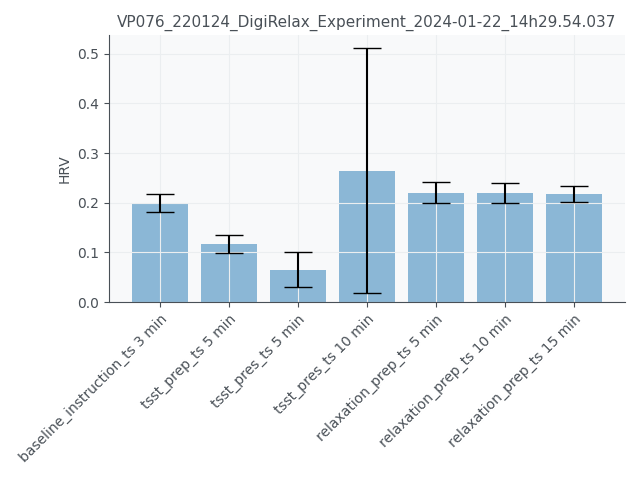 VP076_220124_DigiRelax_Experiment_2024-01-22_14h29.54.037
HRV
0.5
0.4
0.3
0.2
0.1
0.0
baseline_instruction_ts 3 min
tsst_prep_ts 5 min
tsst_pres_ts 5 min
tsst_pres_ts 10 min
relaxation_prep_ts 5 min
relaxation_prep_ts 10 min
relaxation_prep_ts 15 min